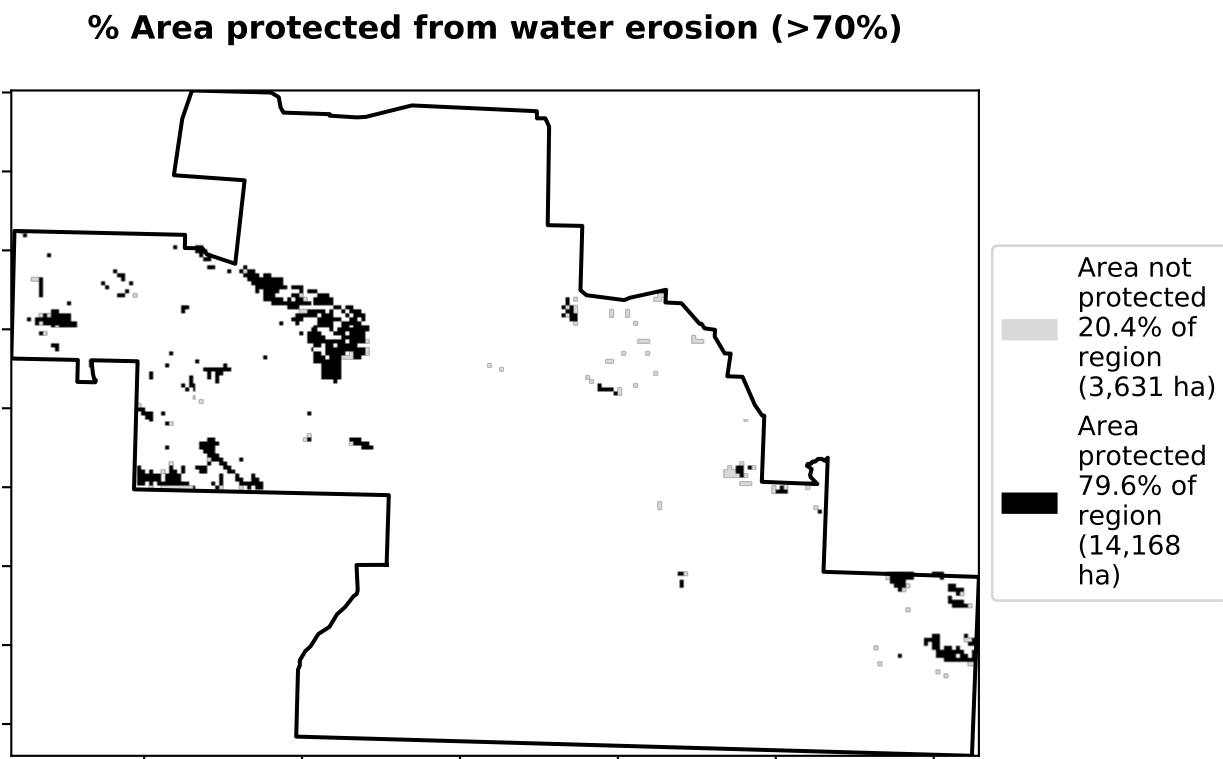 % Area protected from water erosion (>70%)
Area not
protected
20.4% of
region
(3,631 ha)
Area
protected
79.6% of
region
(14,168
ha)